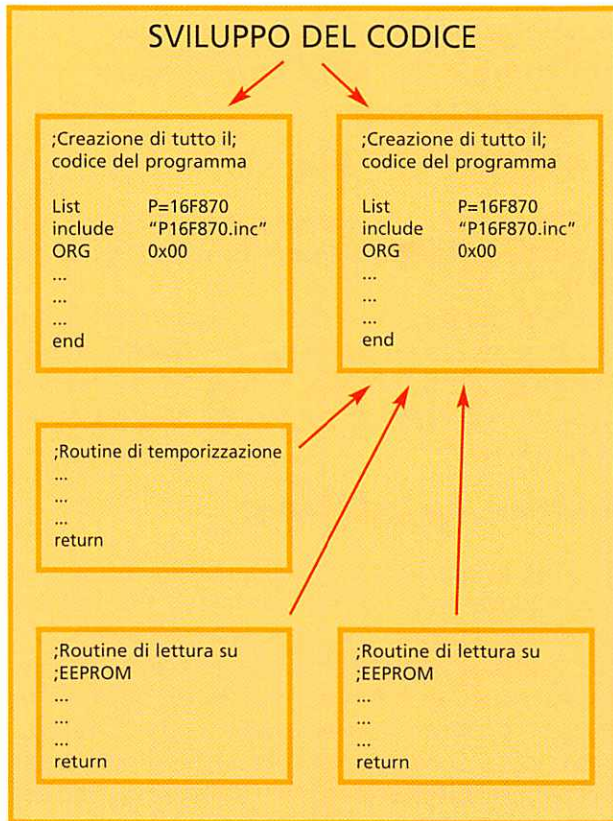 SVILUPPO DEL CODICE
;Creazione di tutto il;
codice del programma
List P=16F870
include “P16F870.inc”
ORG 0x00
...
...
...
end
;Creazione di tutto il;
codice del programma
List P=16F870
include “P16F870.inc”
ORG 0x00
...
...
...
end
;Routine di temporizzazione
...
...
...
return
;Routine di lettura su
;EEPROM
...
...
...
return
;Routine di lettura su
;EEPROM
...
...
...
return